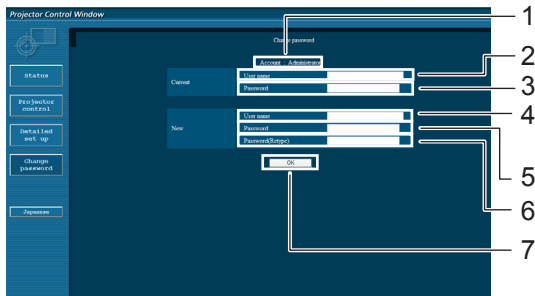 Projector Control Window
Change password
Account : Administrator
Status
Projector
control
Detailed
set up
Change
password
Japanese
Current
User name
Password
New
User name
Password
Password(Retype)
OK
1
2
3
4
5
6
7